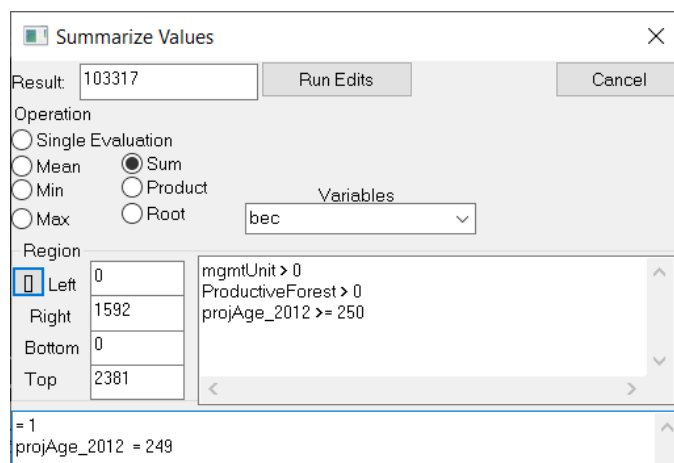 Summarize Values
Result: 103317 Run Edits Cancel
Operation
Single Evaluation
Mean Sum
Min Product
Max Root
Variables
bec
Region
Left 0
Right 1592
Bottom 0
Top 2381
mgmtUnit > 0
ProductiveForest > 0
projAge_2012 >= 250
= 1
projAge_2012 = 249